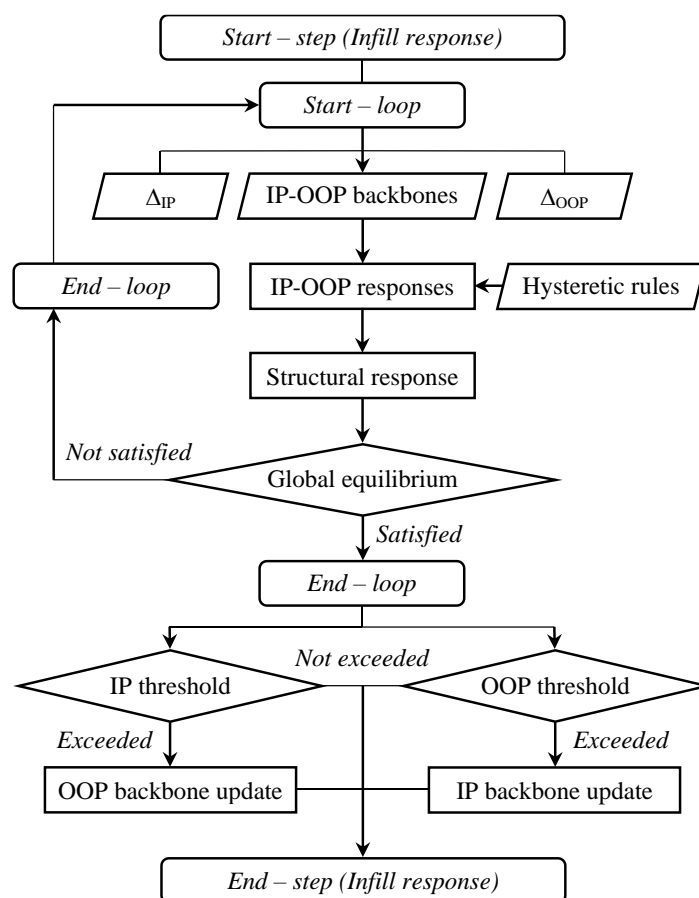 Start – step (Infill response)
Start – loop
ΔIP
IP-OOP backbones
ΔOOP
End – loop
IP-OOP responses
Hysteretic rules
Structural response
Not satisfied
Global equilibrium
Satisfied
End – loop
Not exceeded
IP threshold
OOP threshold
Exceeded
Exceeded
OOP backbone update
IP backbone update
End – step (Infill response)